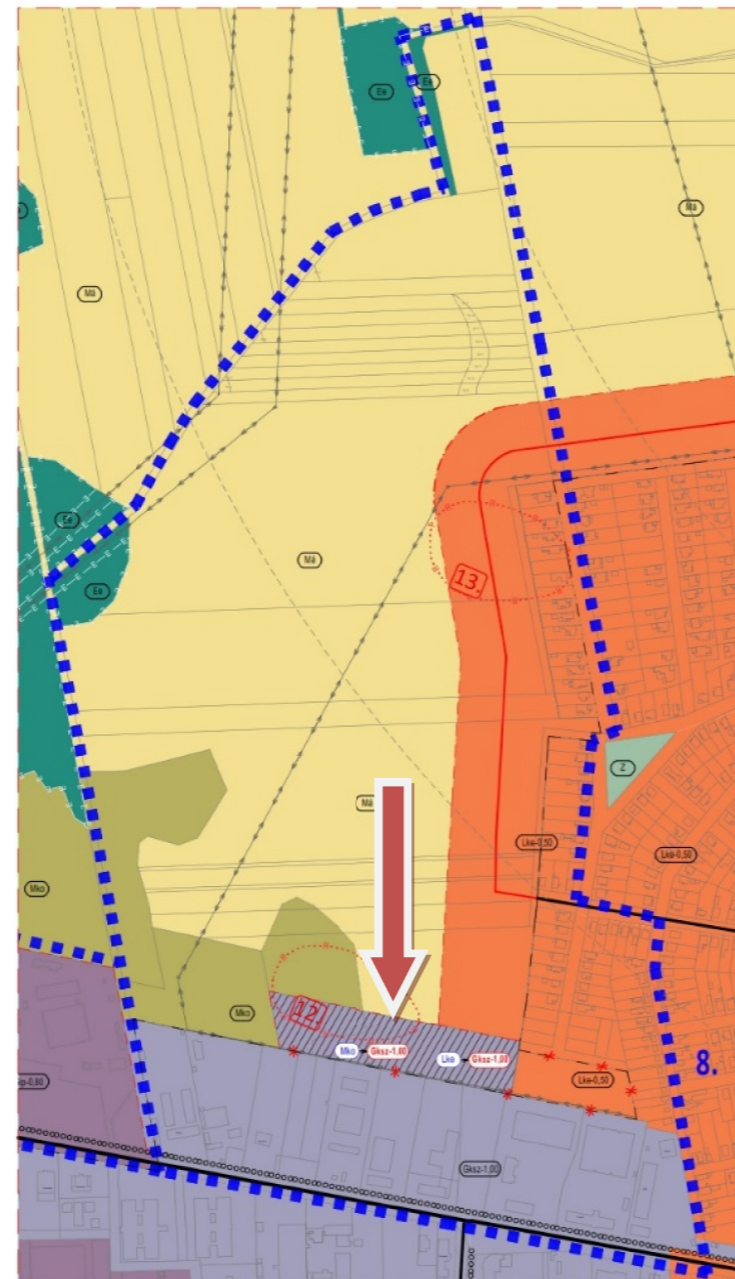 Ee
Ee
Má
Má
Ee
Ee
Má
13.
Z
Má
Lke-0,50
Lke-0,50
Mko
Mko
12.
Mko
Gksz-1,00
Lke
Gksz-1,00
Lke-0,50
8.
Gksz-1,00